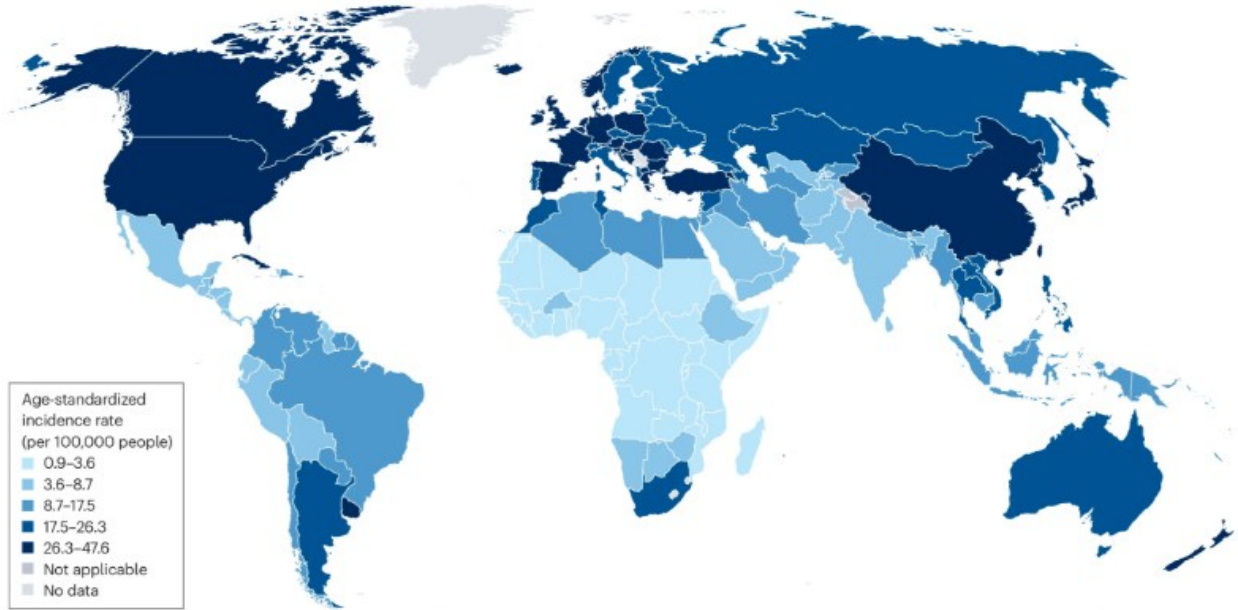 Age-standardized
incidence rate
(per 100,000 people)
0.9–3.6
3.6–8.7
8.7–17.5
17.5–26.3
26.3–47.6
Not applicable
No data